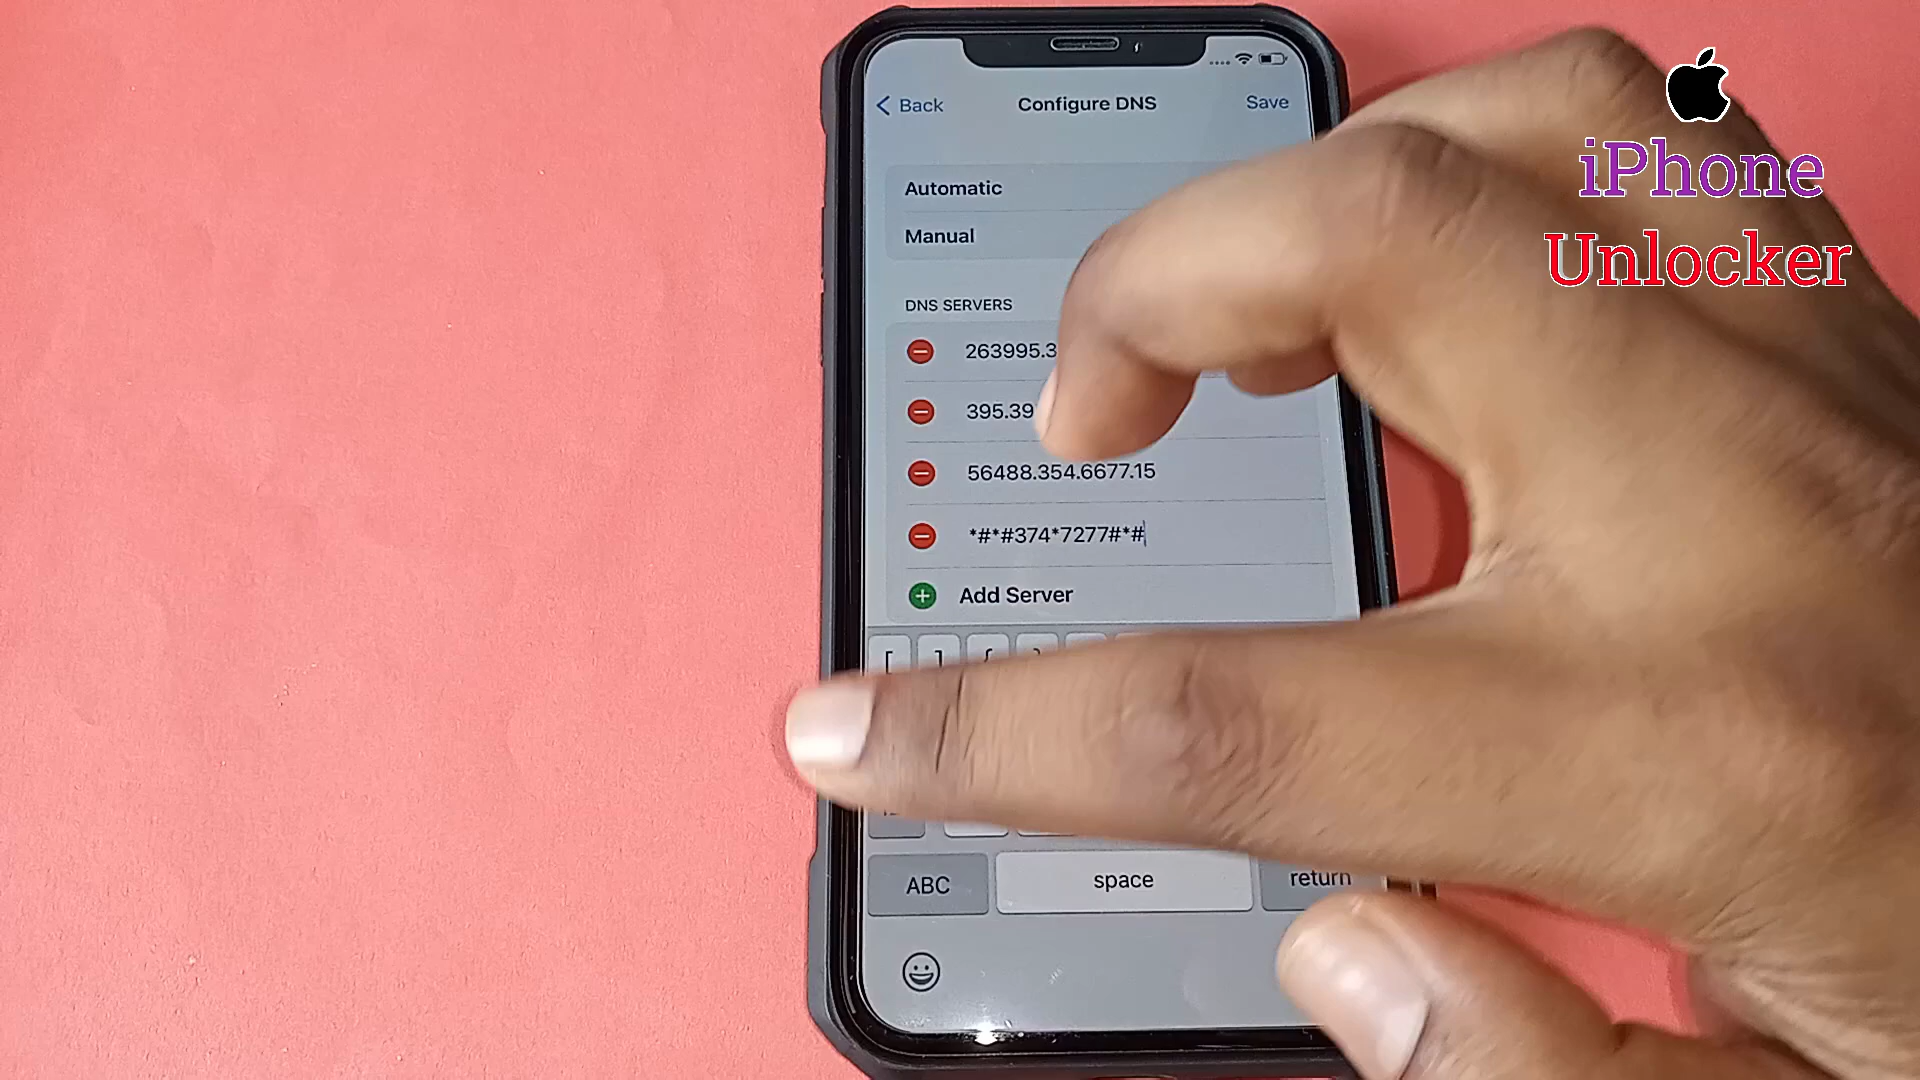 Back
Configure DNS
Save
iPhone
Unlocker
Automatic
Manual
DNS SERVERS
263995.3
395.39
56488.354.6677.15
*#*#374*7277#*#
Add Server
[ ] {
ABC
space
return